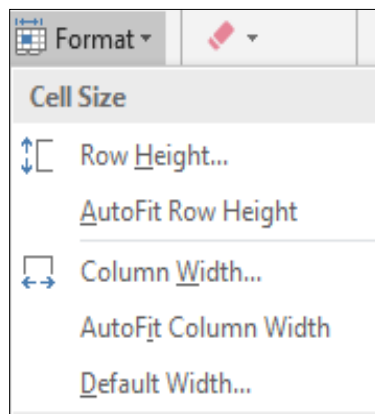 Format
Cell Size
Row Height...
AutoFit Row Height
Column Width...
AutoFit Column Width
Default Width...